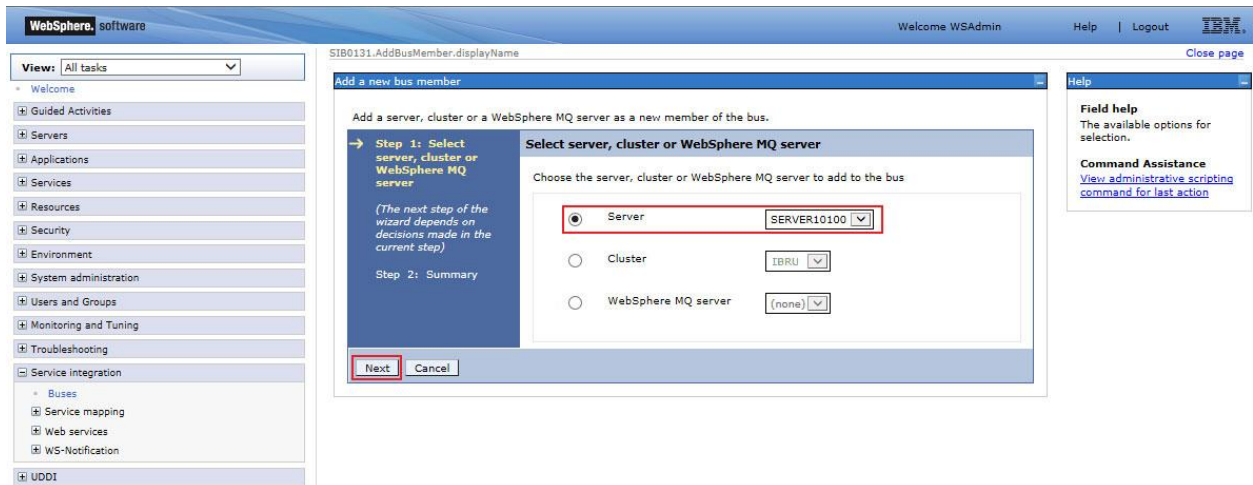 WebSphere. software
Welcome WSAdmin
Help | Logout
IBM.
View: All tasks
Welcome
Guided Activities
Servers
Applications
Services
Resources
Security
Environment
System administration
Users and Groups
Monitoring and Tuning
Troubleshooting
Service integration
Buses
Service mapping
Web services
WS-Notification
UDDI
SIB0131.AddBusMember.displayName
Close page
Add a new bus member
Add a server, cluster or a WebSphere MQ server as a new member of the bus.
Step 1: Select
server, cluster or
WebSphere MQ
server
(The next step of the
wizard depends on
decisions made in the
current step)
Step 2: Summary
Select server, cluster or WebSphere MQ server
Choose the server, cluster or WebSphere MQ server to add to the bus
Server SERVER10100
Cluster IBRU
WebSphere MQ server (none)
Next Cancel
Help
Field help
The available options for
selection.
Command Assistance
View administrative scripting
command for last action